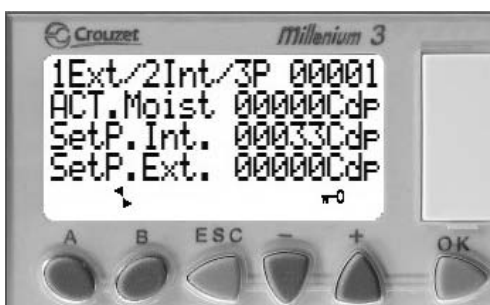 Crouzet millenium 3
1Ext/2Int/3P 00001
ACT.Moist 00000CdP
SetP.Int. 00033CdP
SetP.Ext. 00000CdP
A B ESC - + OK